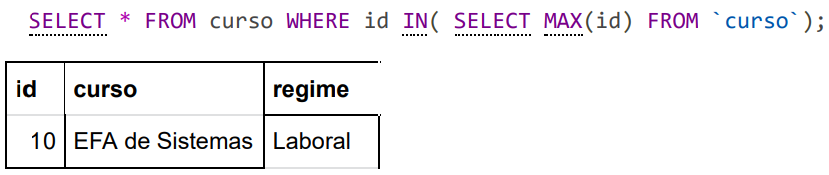 SELECT * FROM curso WHERE id IN( SELECT MAX(id) FROM `curso`);
id curso regime
10 EFA de Sistemas Laboral